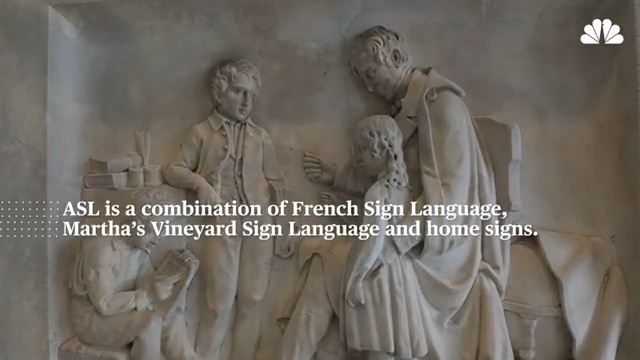 ASL is a combination of French Sign Language,
Martha's Vineyard Sign Language and home signs.